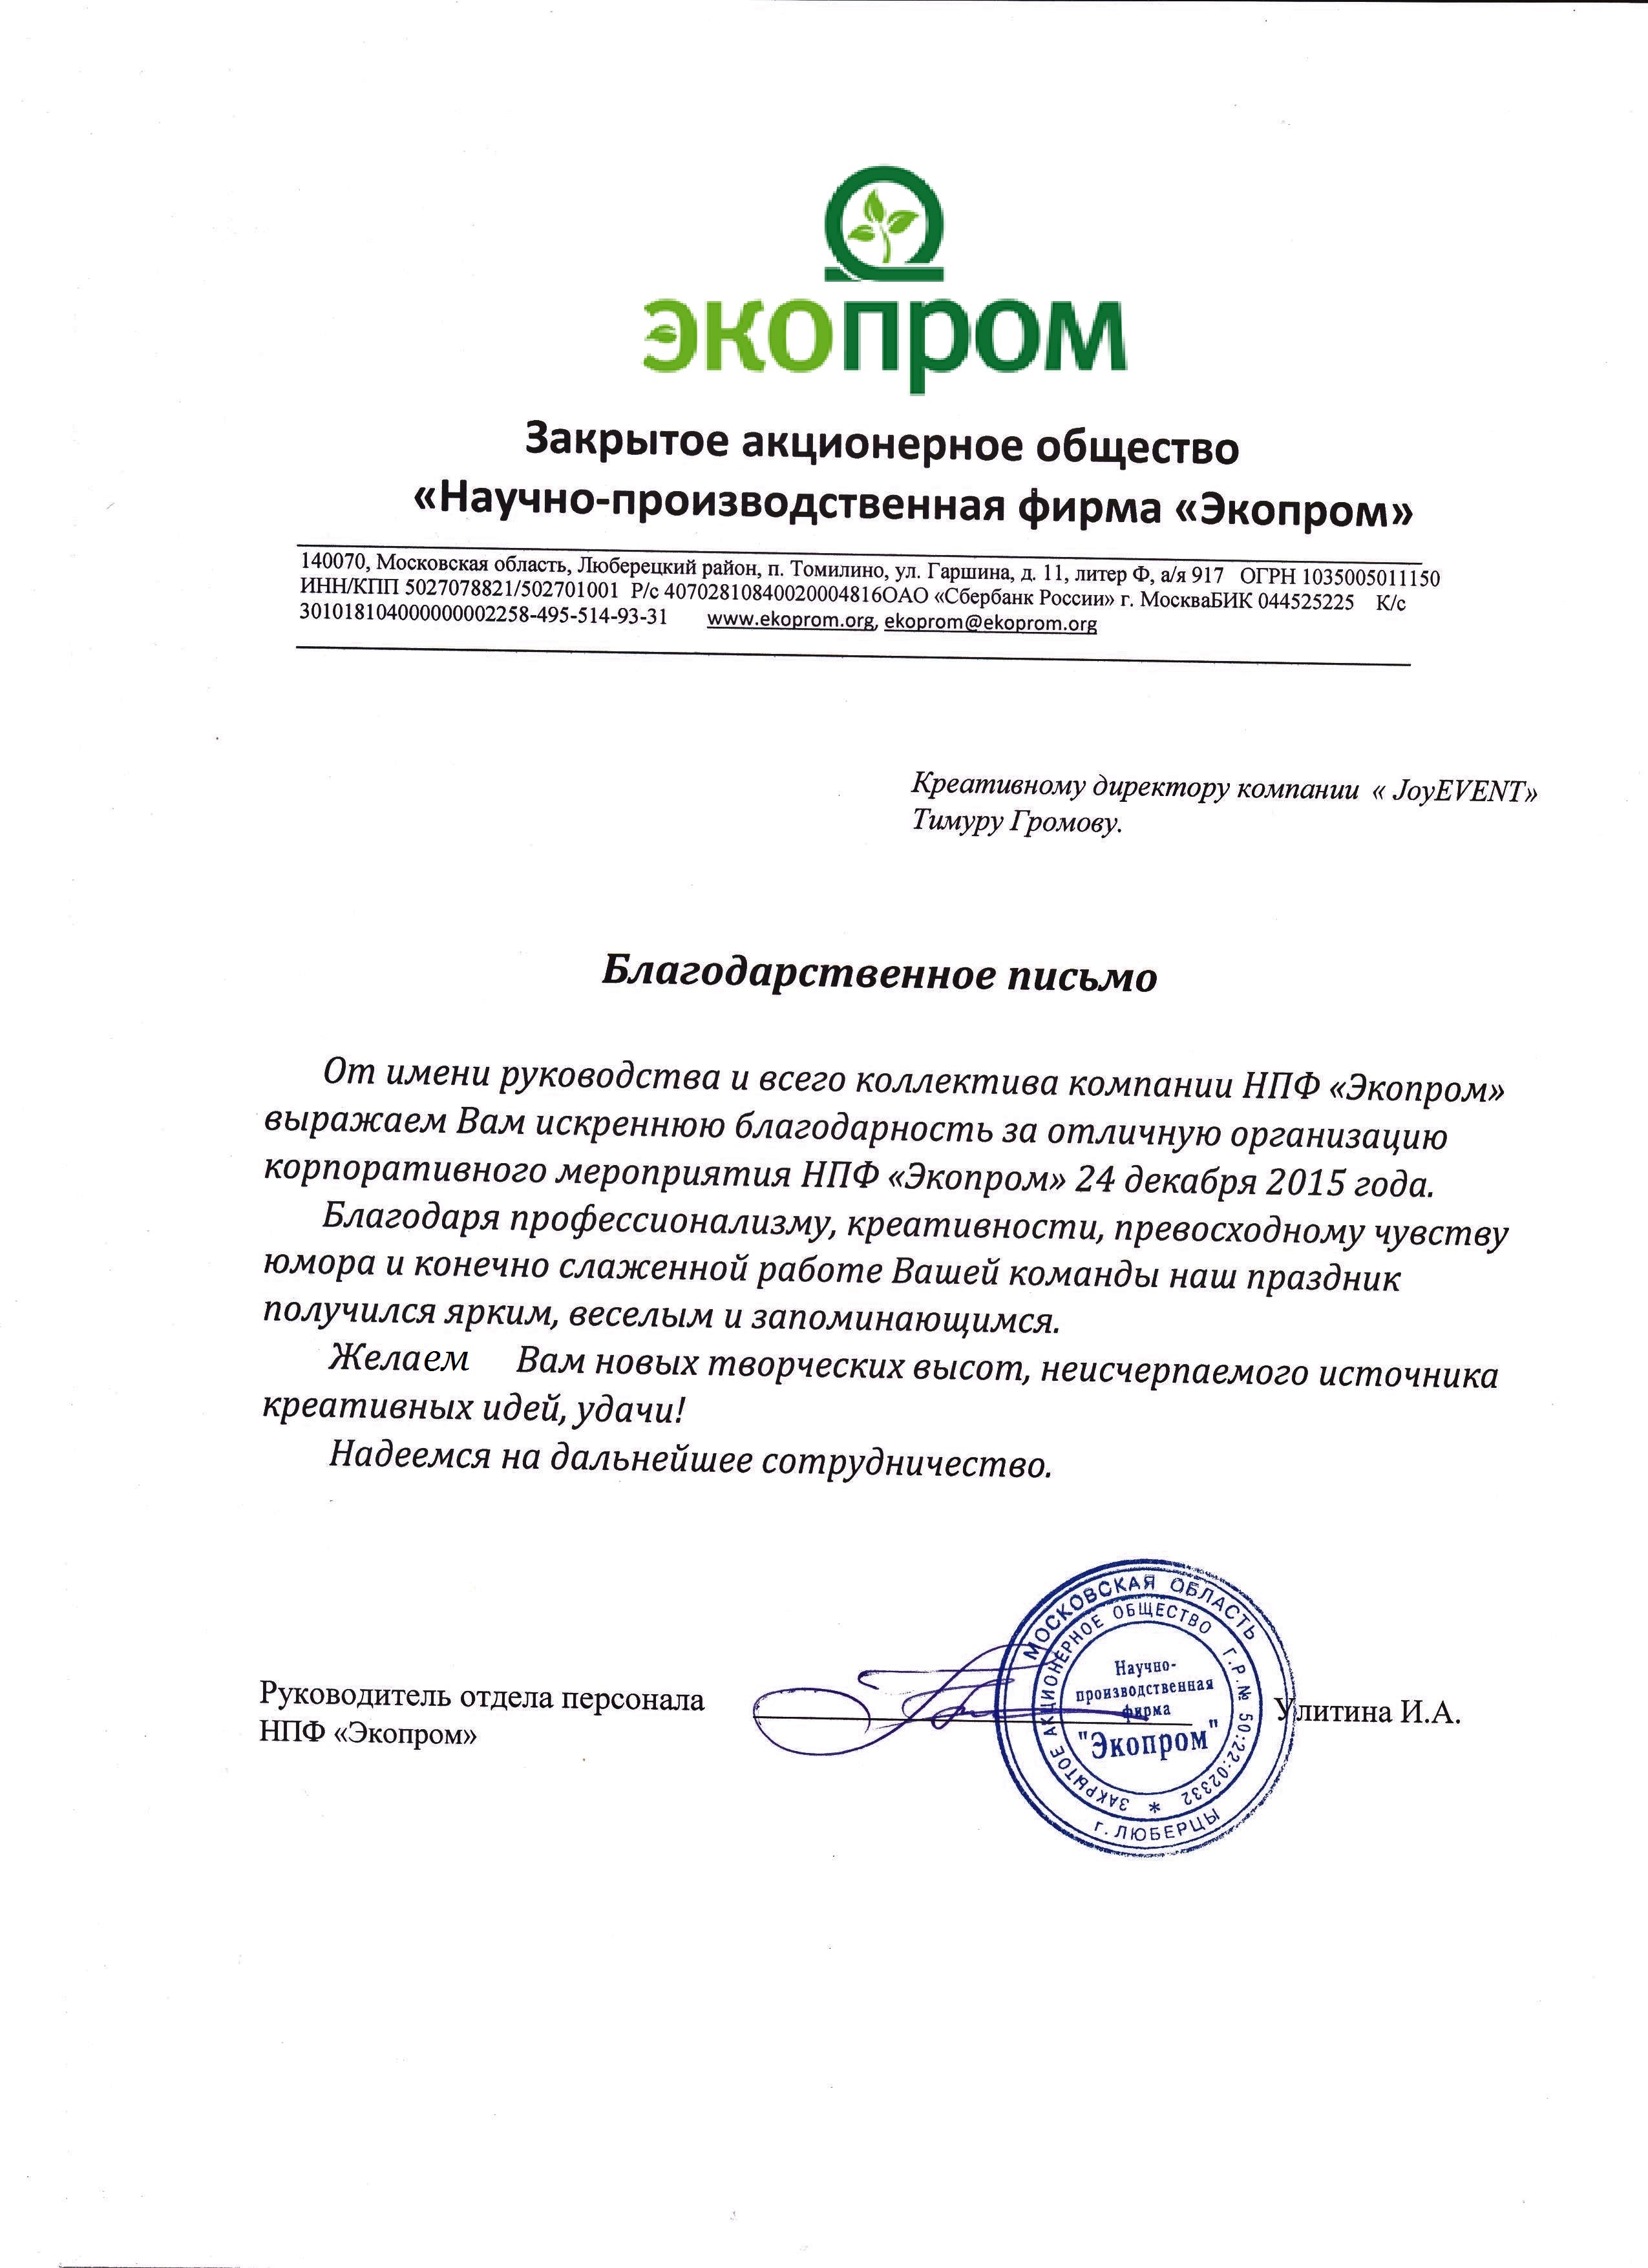 экопром
Закрытое акционерное общество
«Научно-производственная фирма «Экопром»
140070, Московская область, Люберецкий район, п. Томилино, ул. Гаршина, д. 11, литер Ф, а/я 917 ОГРН 1035005011150
ИНН/КПП 5027078821/502701001 Р/с 40702810840020004816ОАО «Сбербанк России» г. МоскваБИК 044525225 К/с
301018104000000002258-495-514-93-31 www.ekoprom.org, ekoprom@ekoprom.org
Креативному директору компании « JoyEVENT»
Тимуру Громову.
Благодарственное письмо
От имени руководства и всего коллектива компании НПФ «Экопром»
выражаем Вам искреннюю благодарность за отличную организацию
корпоративного мероприятия НПФ «Экопром» 24 декабря 2015 года.
Благодаря профессионализму, креативности, превосходному чувству
юмора и конечно слаженной работе Вашей команды наш праздник
получился ярким, веселым и запоминающимся.
Желаем Вам новых творческих высот, неисчерпаемого источника
креативных идей, удачи!
Надеемся на дальнейшее сотрудничество.
Руководитель отдела персонала
НПФ «Экопром»
Улитина И.А.
МОСКОВСКАЯ ОБЛАСТЬ
г. ЛЮБЕРЦЫ
ЗАКРЫТОЕ АКЦИОНЕРНОЕ ОБЩЕСТВО Г.Р.№ 50:22:02332 *
Научно-
производственная
фирма
"Экопром"